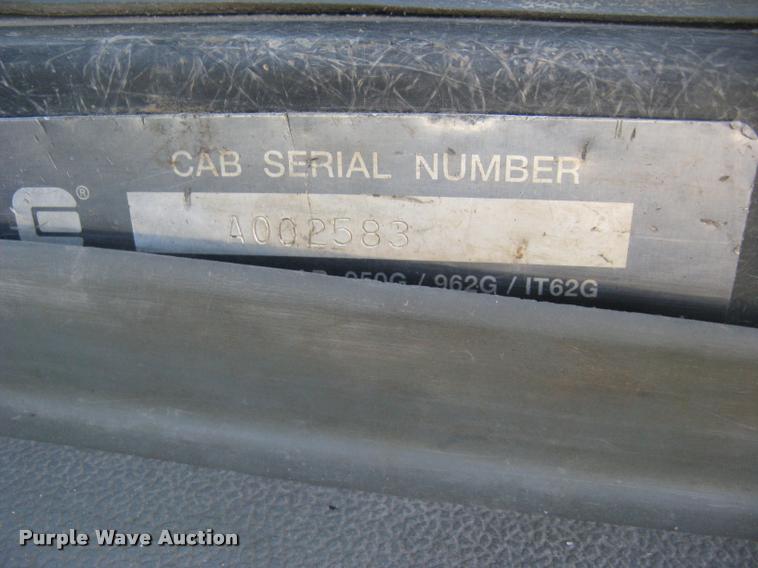 CAB SERIAL NUMBER
®
A002583
950G / 962G / IT62G
Purple Wave Auction